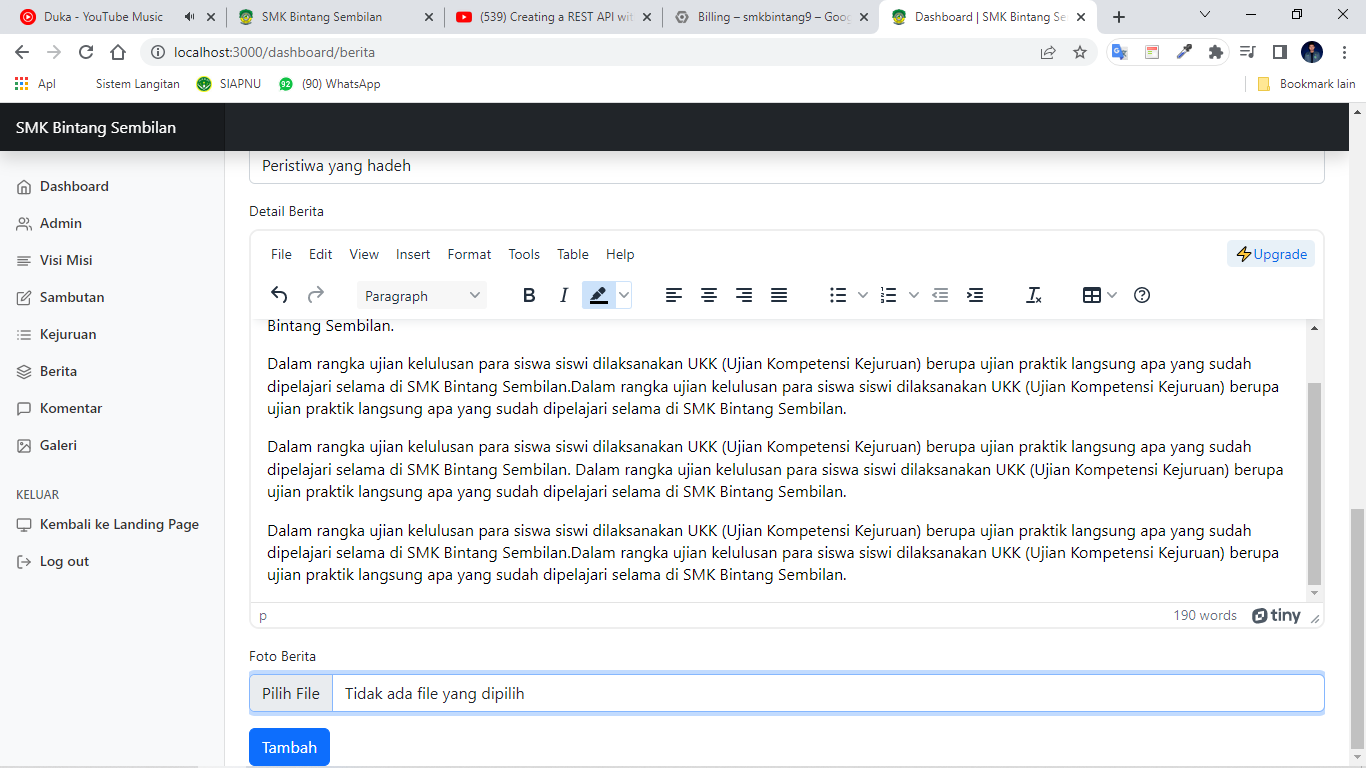 Duka - YouTube Music
SMK Bintang Sembilan
(539) Creating a REST API wit
Billing – smkbintang9 – Goo
Dashboard | SMK Bintang Se
localhost:3000/dashboard/berita
Apl
Sistem Langitan
SIAPNU
92
(90) WhatsApp
Bookmark lain
SMK Bintang Sembilan
Dashboard
Admin
Visi Misi
Sambutan
Kejuruan
Berita
Komentar
Galeri
KELUAR
Kembali ke Landing Page
Log out
Peristiwa yang hadeh
Detail Berita
File Edit View Insert Format Tools Table Help
Upgrade
Paragraph
B I
Bintang Sembilan.
Dalam rangka ujian kelulusan para siswa siswi dilaksanakan UKK (Ujian Kompetensi Kejuruan) berupa ujian praktik langsung apa yang sudah
dipelajari selama di SMK Bintang Sembilan.Dalam rangka ujian kelulusan para siswa siswi dilaksanakan UKK (Ujian Kompetensi Kejuruan) berupa
ujian praktik langsung apa yang sudah dipelajari selama di SMK Bintang Sembilan.
Dalam rangka ujian kelulusan para siswa siswi dilaksanakan UKK (Ujian Kompetensi Kejuruan) berupa ujian praktik langsung apa yang sudah
dipelajari selama di SMK Bintang Sembilan. Dalam rangka ujian kelulusan para siswa siswi dilaksanakan UKK (Ujian Kompetensi Kejuruan) berupa
ujian praktik langsung apa yang sudah dipelajari selama di SMK Bintang Sembilan.
Dalam rangka ujian kelulusan para siswa siswi dilaksanakan UKK (Ujian Kompetensi Kejuruan) berupa ujian praktik langsung apa yang sudah
dipelajari selama di SMK Bintang Sembilan.Dalam rangka ujian kelulusan para siswa siswi dilaksanakan UKK (Ujian Kompetensi Kejuruan) berupa
ujian praktik langsung apa yang sudah dipelajari selama di SMK Bintang Sembilan.
p
190 words
tiny
Foto Berita
Pilih File
Tidak ada file yang dipilih
Tambah